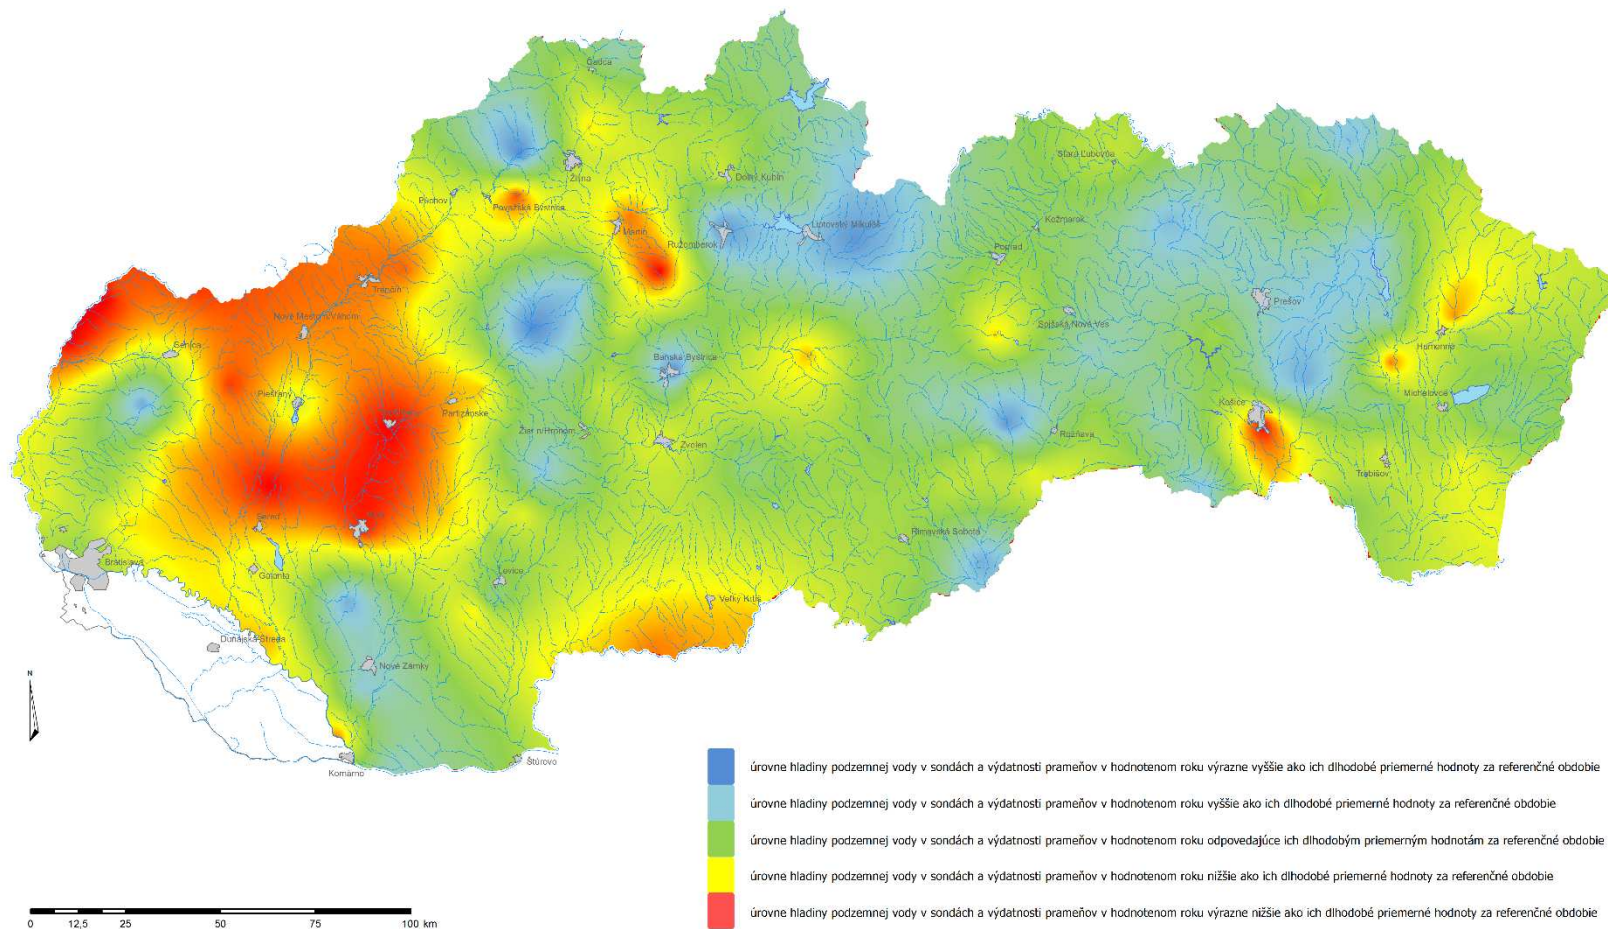 Čadca
Stará Ľubovňa
Žilina
Dolný Kubín
Púchov
Považská Bystrica
Kežmarok
Martin
Ružomberok
Liptovský Mikuláš
Poprad
Trenčín
Prešov
Nové Mesto n/Váhom
Spišská Nová Ves
Senica
Banská Bystrica
Humenné
Piešťany
Partizánske
Michalovce
Košice
Žiar n/Hronom
Zvolen
Rožňava
Trebišov
Rimavská Sobota
Bratislava
Galanta
Levice
Veľký Krtíš
Dunajská Streda
Nové Zámky
N
Štúrovo
Komárno
úrovne hladiny podzemnej vody v sondách a výdatnosti prameňov v hodnotenom roku výrazne vyššie ako ich dlhodobé priemerné hodnoty za referenčné obdobie
úrovne hladiny podzemnej vody v sondách a výdatnosti prameňov v hodnotenom roku vyššie ako ich dlhodobé priemerné hodnoty za referenčné obdobie
úrovne hladiny podzemnej vody v sondách a výdatnosti prameňov v hodnotenom roku odpovedajúce ich dlhodobým priemerným hodnotám za referenčné obdobie
úrovne hladiny podzemnej vody v sondách a výdatnosti prameňov v hodnotenom roku nižšie ako ich dlhodobé priemerné hodnoty za referenčné obdobie
úrovne hladiny podzemnej vody v sondách a výdatnosti prameňov v hodnotenom roku výrazne nižšie ako ich dlhodobé priemerné hodnoty za referenčné obdobie
0 12,5 25 50 75 100 km